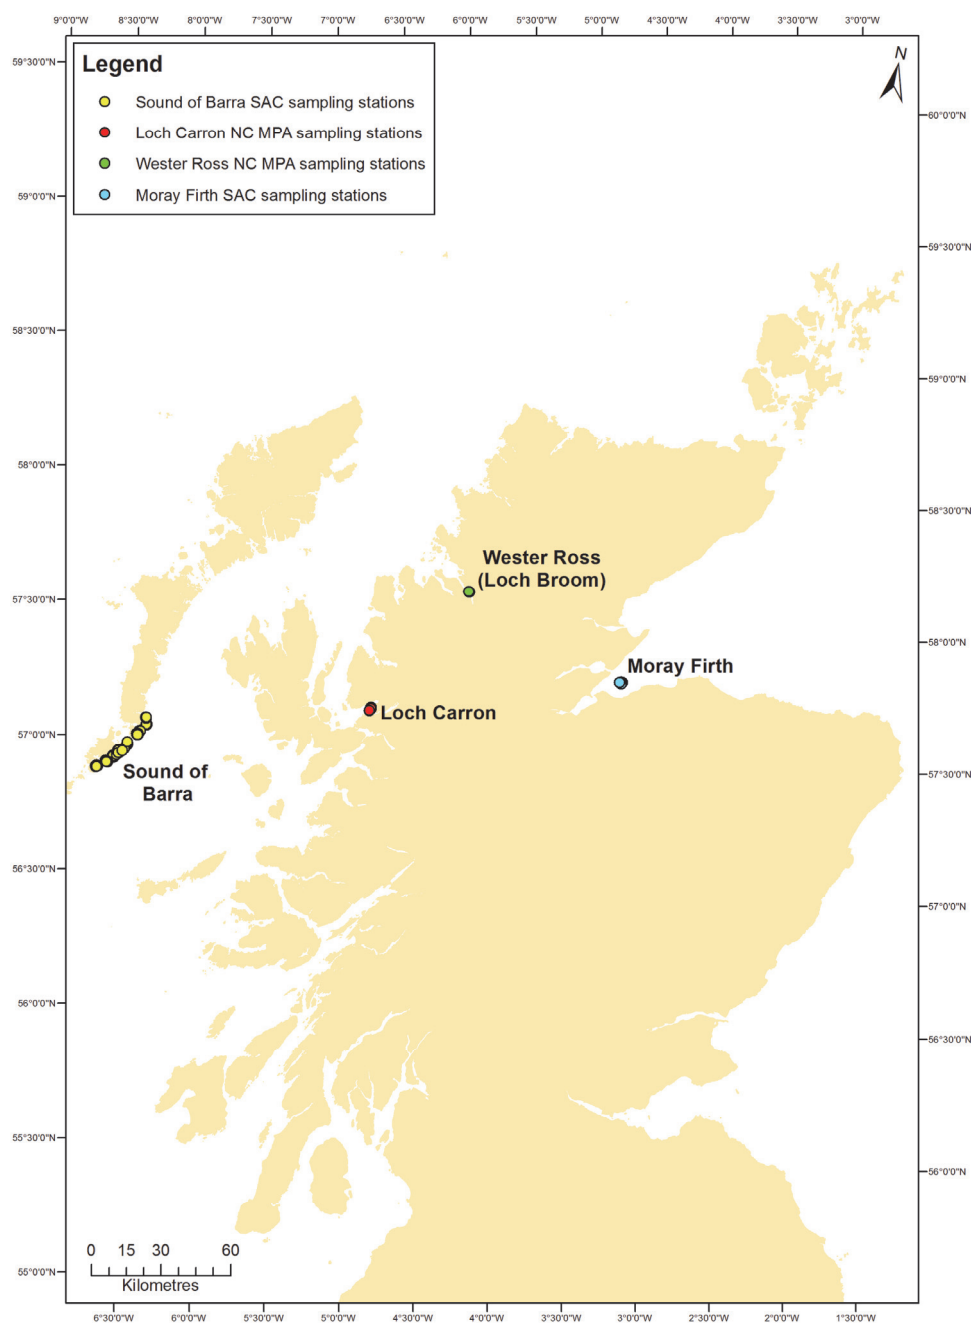 9°0'0"W 8°30'0"W 8°0'0"W 7°30'0"W 7°0'0"W 6°30'0"W 6°0'0"W 5°30'0"W 5°0'0"W 4°30'0"W 4°0'0"W 3°30'0"W 3°0'0"W
Legend
Sound of Barra SAC sampling stations
Loch Carron NC MPA sampling stations
Wester Ross NC MPA sampling stations
Moray Firth SAC sampling stations
N
59°30'0"N
59°0'0"N
58°30'0"N
58°0'0"N
57°30'0"N
57°0'0"N
56°30'0"N
56°0'0"N
55°30'0"N
55°0'0"N
60°0'0"N
59°30'0"N
59°0'0"N
58°30'0"N
58°0'0"N
57°30'0"N
57°0'0"N
56°30'0"N
56°0'0"N
Wester Ross
(Loch Broom)
Moray Firth
Loch Carron
Sound of
Barra
0 15 30 60
Kilometres
6°30'0"W 6°0'0"W 5°30'0"W 5°0'0"W 4°30'0"W 4°0'0"W 3°30'0"W 3°0'0"W 2°30'0"W 2°0'0"W 1°30'0"W